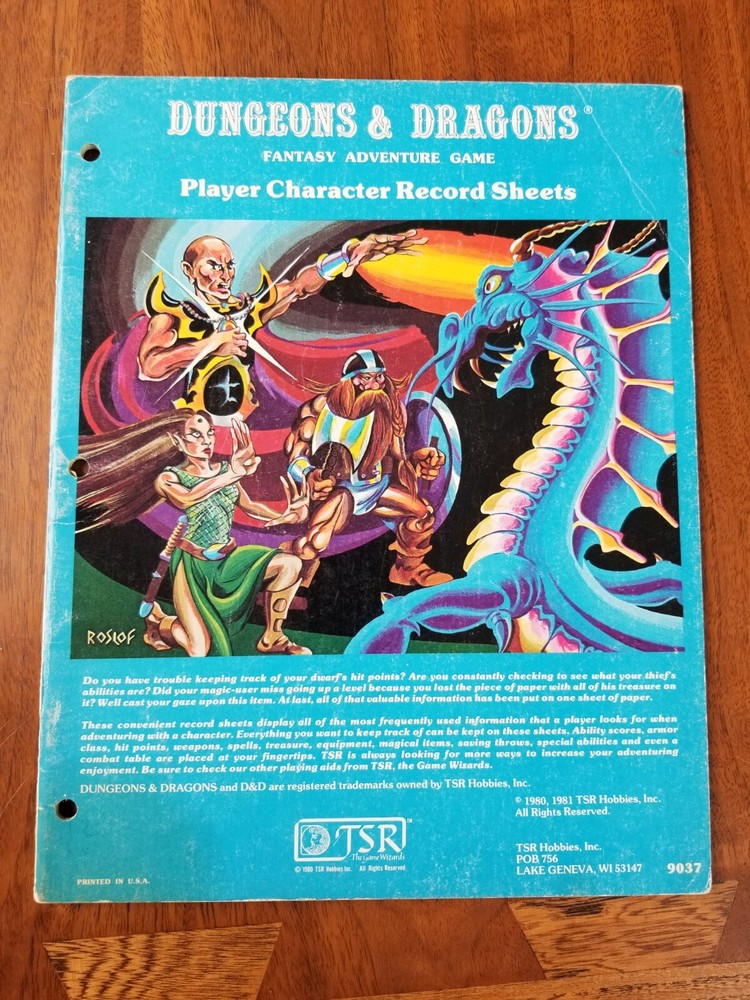 DUNGEONS & DRAGONS®
FANTASY ADVENTURE GAME
Player Character Record Sheets
ROSLOF
Do you have trouble keeping track of your dwarf's hit points? Are you constantly checking to see what your thief's
abilities are? Did your magic-user miss going up a level because you lost the piece of paper with all of his treasure on
it? Well cast your gaze upon this item. At last, all of that valuable information has been put on one sheet of paper.
These convenient record sheets display all of the most frequently used information that a player looks for when
adventuring with a character. Everything you want to keep track of can be kept on these sheets. Ability scores, armor
class, hit points, weapons, spells, treasure, equipment, magical items, saving throws, special abilities and even a
combat table are placed at your fingertips. TSR is always looking for more ways to increase your adventuring
enjoyment. Be sure to check our other playing aids from TSR, the Game Wizards.
DUNGEONS & DRAGONS and D&D are registered trademarks owned by TSR Hobbies, Inc.
© 1980, 1981 TSR Hobbies, Inc.
All Rights Reserved.
TSR™
The Game Wizards
© 1980 TSR Hobbies Inc. All Rights Reserved
TSR Hobbies, Inc.
POB 756
LAKE GENEVA, WI 53147
9037
PRINTED IN U.S.A.